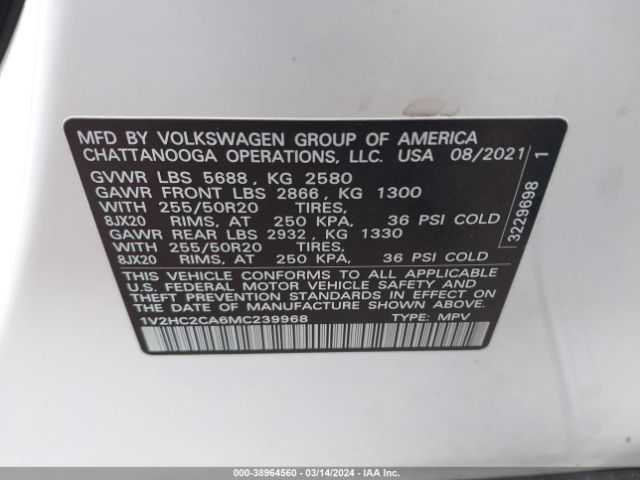 MFD BY VOLKSWAGEN GROUP OF AMERICA
CHATTANOOGA OPERATIONS, LLC. USA 08/2021
GVWR LBS 5688 , KG 2580
GAWR FRONT LBS 2866 , KG 1300
WITH 255/50R20 TIRES,
8JX20 RIMS, AT 250 KPA, 36 PSI COLD
GAWR REAR LBS 2932 , KG 1330
WITH 255/50R20 TIRES,
8JX20 RIMS, AT 250 KPA, 36 PSI COLD
THIS VEHICLE CONFORMS TO ALL APPLICABLE
U.S. FEDERAL MOTOR VEHICLE SAFETY AND
THEFT PREVENTION STANDARDS IN EFFECT ON
THE DATE OF MANUFACTURE SHOWN ABOVE.
1V2HC2CA6MC239968 TYPE: MPV
3229698 1
000-38964560 | 03/14/2024 | IAA Inc.